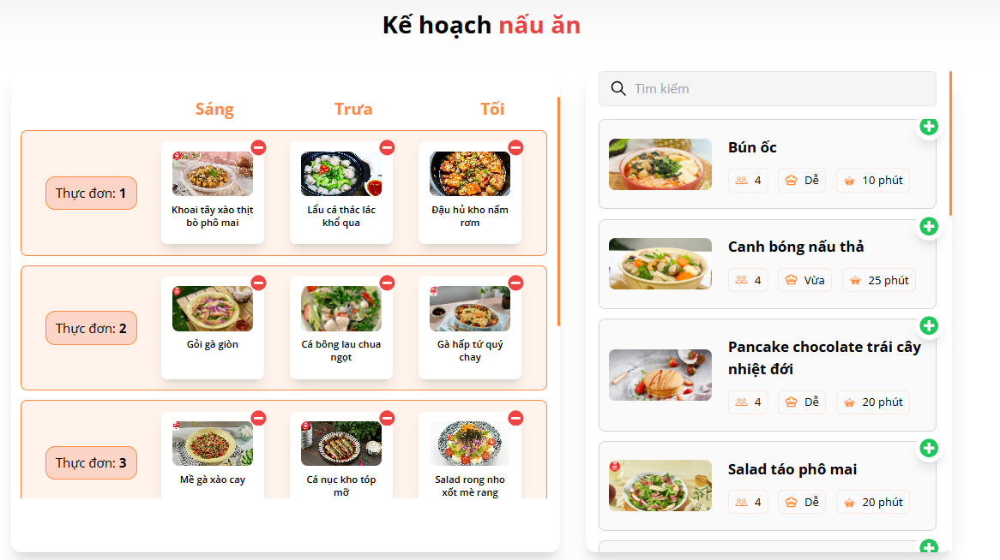 Kế hoạch nấu ăn
Sáng Trưa Tối
Thực đơn: 1
Khoai tây xào thịt
bò phô mai
Lẩu cá thác lác
khổ qua
Đậu hủ kho nấm
rơm
Thực đơn: 2
Gỏi gà giòn
Cá bông lau chua
ngọt
Gà hấp tứ quý
chay
Thực đơn: 3
Mề gà xào cay
Cá nục kho tóp
mỡ
Salad rong nho
xốt mè rang
Tìm kiếm
Bún ốc
4 Dễ 10 phút
Canh bóng nấu thả
4 Vừa 25 phút
Pancake chocolate trái cây
nhiệt đới
4 Dễ 20 phút
Salad táo phô mai
4 Dễ 20 phút